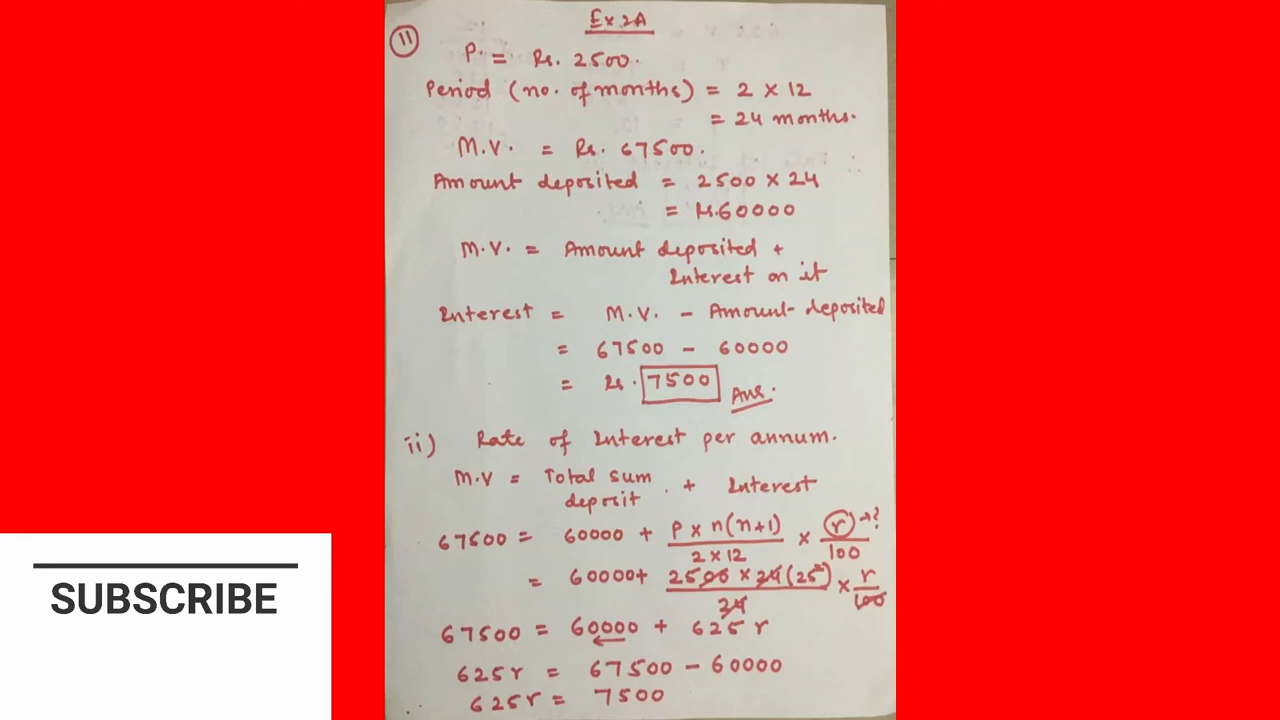 Ex 2A
11
P. = Rs. 2500.
Period (no. of months) = 2 × 12
= 24 months.
M.V. = Rs. 67500.
Amount deposited = 2500 × 24
= Rs.60000
M.V. = Amount deposited +
Interest on it
Interest = M.V. - Amount deposited
= 67500 - 60000
= Rs. 7500 Ans.
ii) Rate of Interest per annum.
M.V = Total sum + Interest
deposit
67500 = 60000 + P × n(n+1) / 2 × 12 × r / 100 → ?
= 60000 + 2500 × 24 (25) / 24 × r / 100
67500 = 60000 + 625 r
625r = 67500 - 60000
625r = 7500
SUBSCRIBE